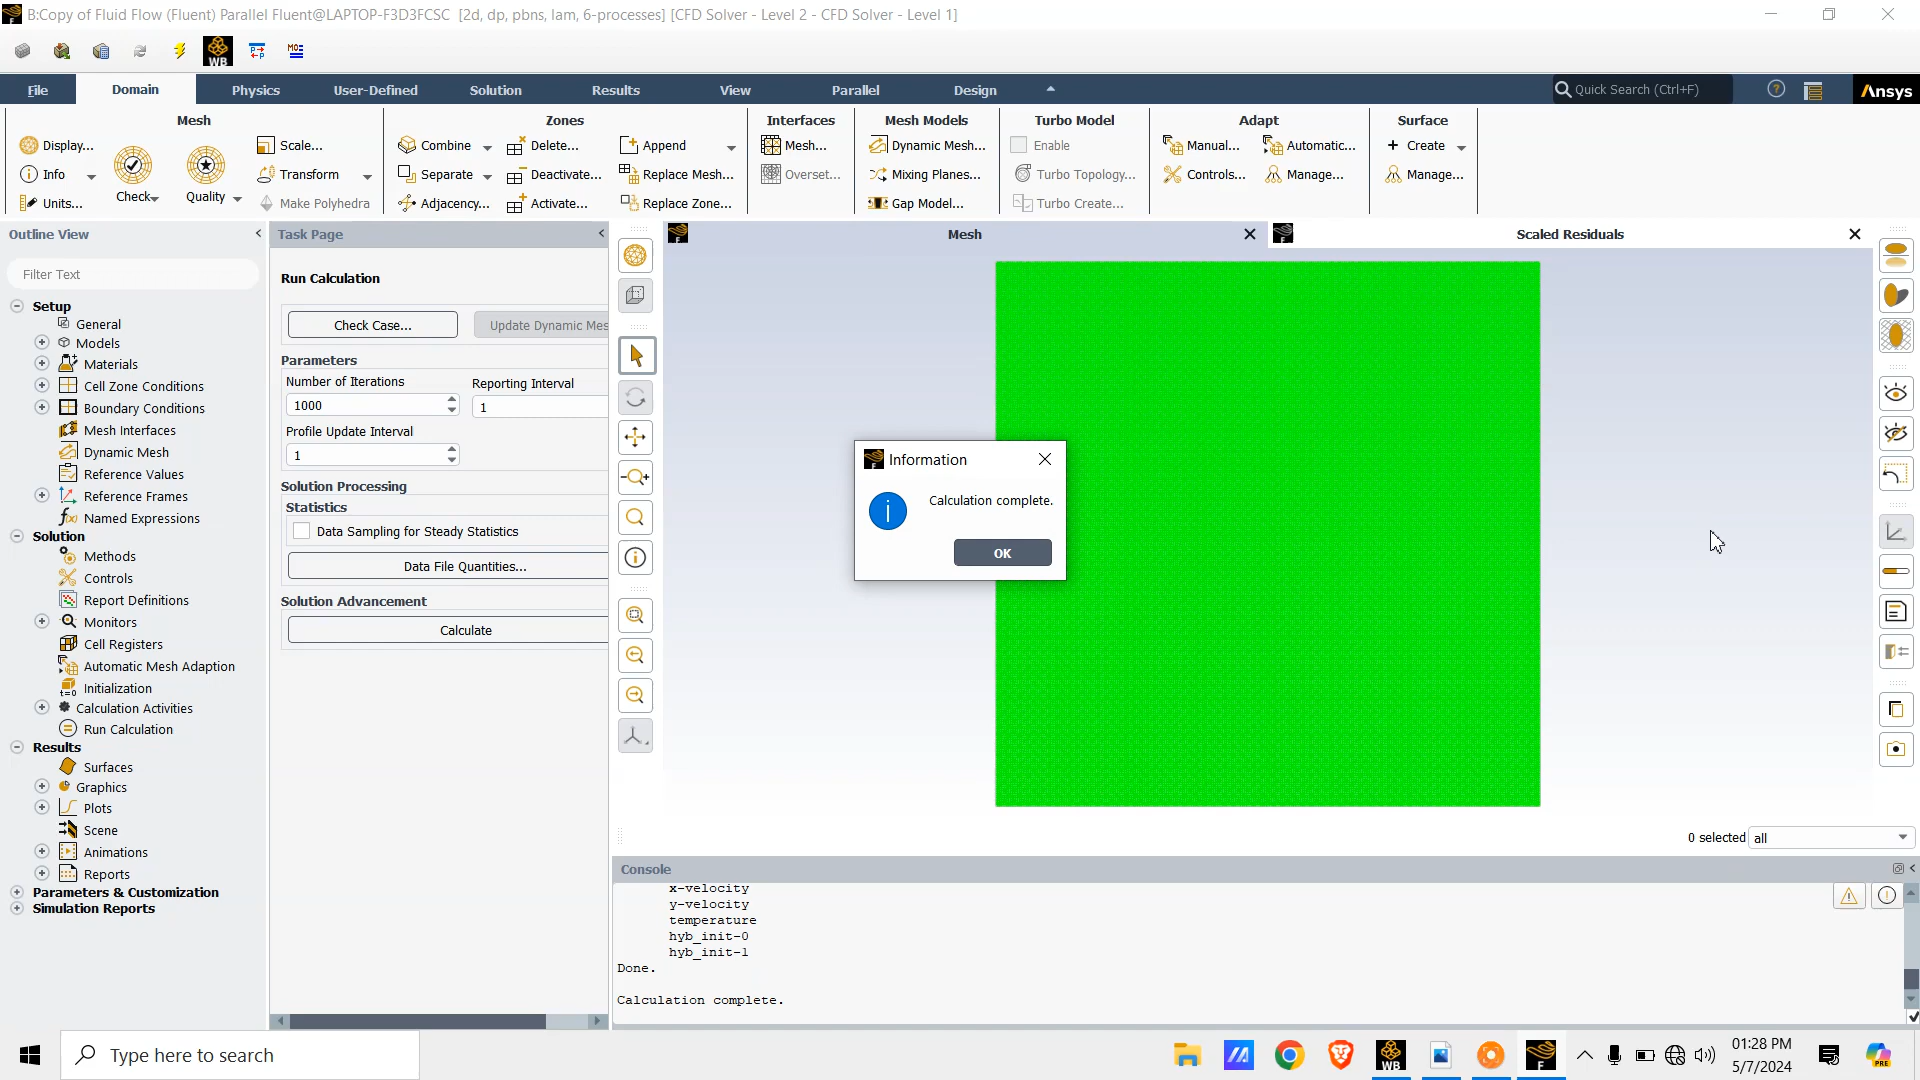 B:Copy of Fluid Flow (Fluent) Parallel Fluent@LAPTOP-F3D3FCSC [2d, dp, pbns, lam, 6-processes] [CFD Solver - Level 2 - CFD Solver - Level 1]
WB
File
Domain
Physics
User-Defined
Solution
Results
View
Parallel
Design
Quick Search (Ctrl+F)
Ansys
Mesh
Display...
Info
Units...
Check
Quality
Scale...
Transform
Make Polyhedra
Zones
Combine
Separate
Adjacency...
Delete...
Deactivate...
Activate...
Append
Replace Mesh...
Replace Zone...
Interfaces
Mesh...
Overset...
Mesh Models
Dynamic Mesh...
Mixing Planes...
Gap Model...
Turbo Model
Enable
Turbo Topology...
Turbo Create...
Adapt
Manual...
Controls...
Automatic...
Manage...
Surface
+ Create
Manage...
Outline View
Filter Text
Setup
General
Models
Materials
Cell Zone Conditions
Boundary Conditions
Mesh Interfaces
Dynamic Mesh
Reference Values
Reference Frames
Named Expressions
Solution
Methods
Controls
Report Definitions
Monitors
Cell Registers
Automatic Mesh Adaption
Initialization
Calculation Activities
Run Calculation
Results
Surfaces
Graphics
Plots
Scene
Animations
Reports
Parameters & Customization
Simulation Reports
Task Page
Run Calculation
Check Case...
Update Dynamic Mes
Parameters
Number of Iterations
Reporting Interval
1000
1
Profile Update Interval
1
Solution Processing
Statistics
Data Sampling for Steady Statistics
Data File Quantities...
Solution Advancement
Calculate
Mesh
Scaled Residuals
Information
Calculation complete.
OK
0 selected
all
Console
x-velocity
y-velocity
temperature
hyb_init-0
hyb_init-1
Done.
Calculation complete.
Type here to search
WB
F
01:28 PM
5/7/2024
PRE